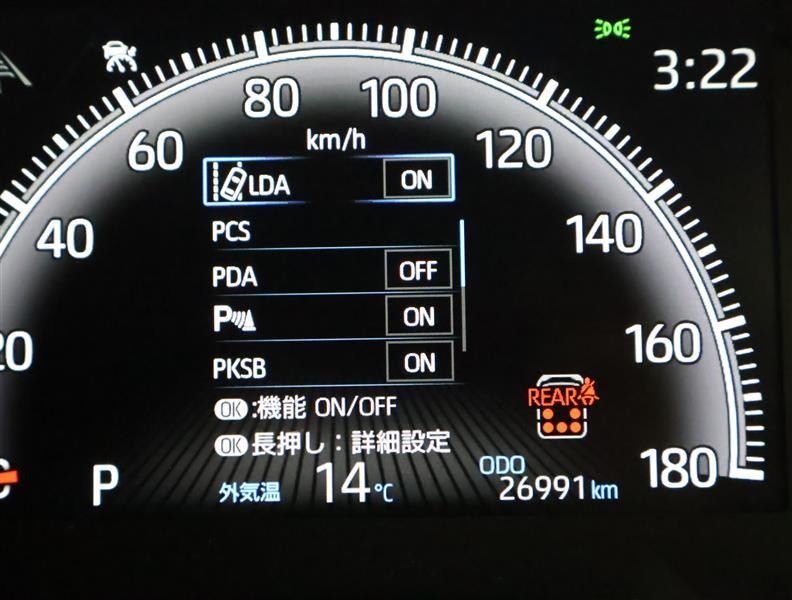 3:22
80 100
km/h
60 120
LDA ON
40 140
PCS
PDA OFF
P ON
20 160
PKSB ON
REAR
OK :機能 ON/OFF
OK 長押し:詳細設定
P 外気温 14℃ ODO 26991km 180